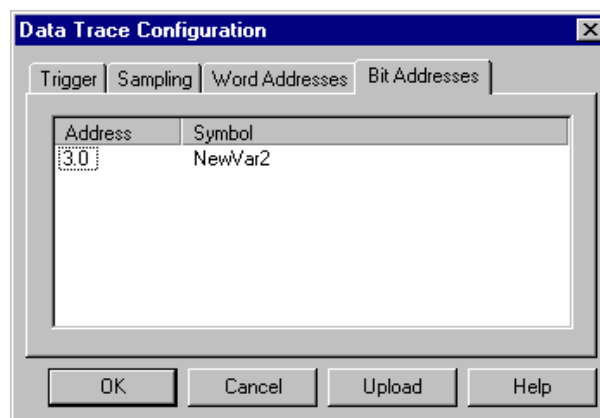 Data Trace Configuration
Trigger Sampling Word Addresses Bit Addresses
Address Symbol
3.0 NewVar2
OK Cancel Upload Help